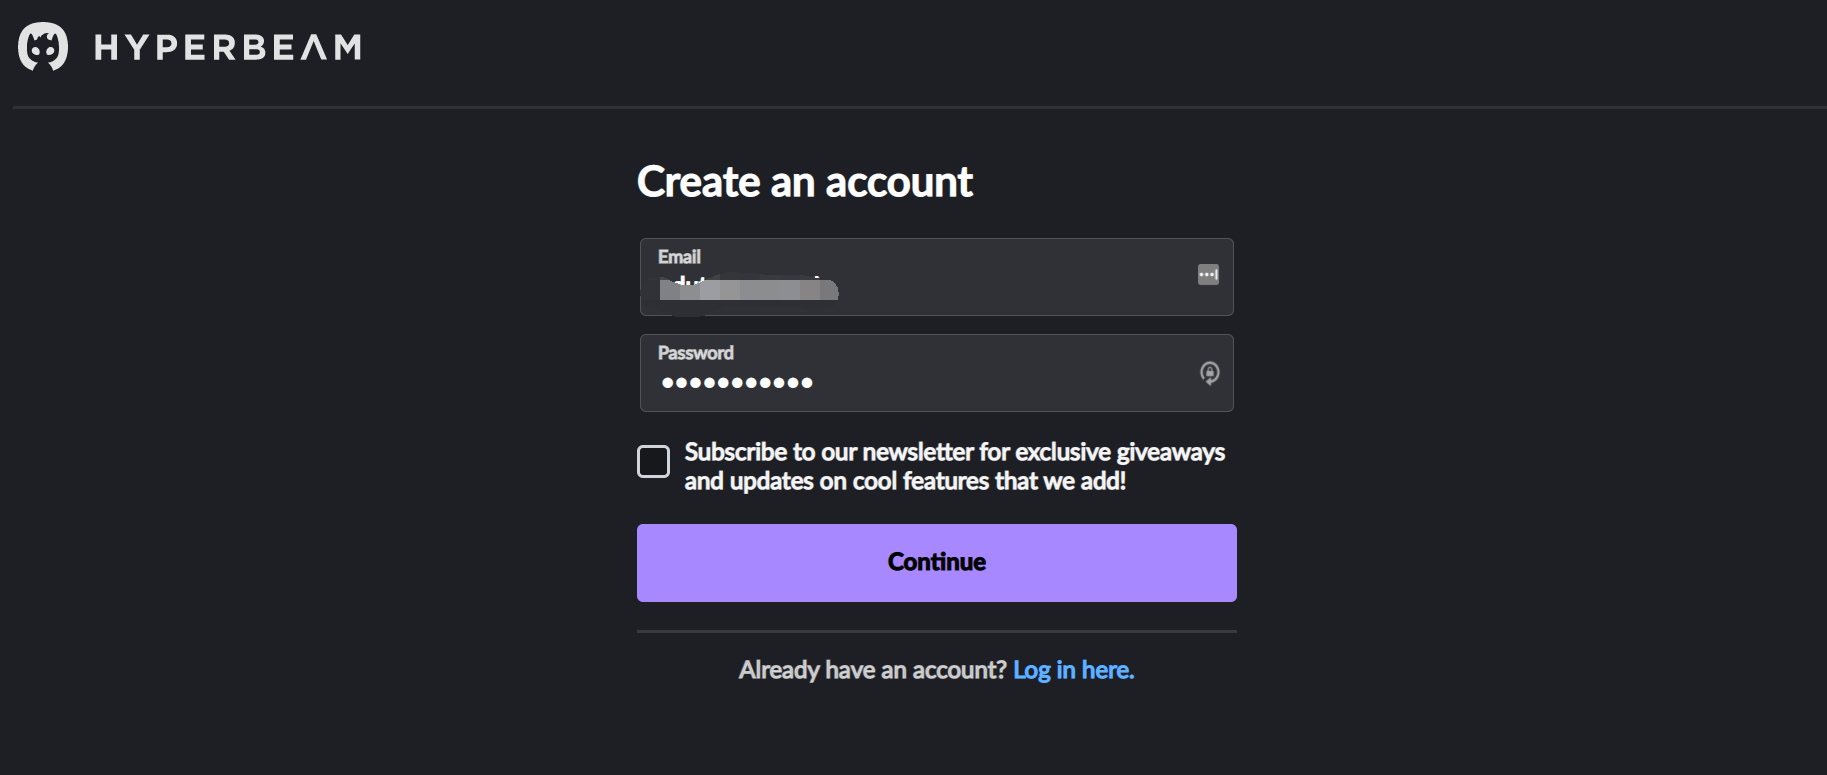 HYPERBEAM
Create an account
Email
Password
Subscribe to our newsletter for exclusive giveaways
and updates on cool features that we add!
Continue
Already have an account? Log in here.